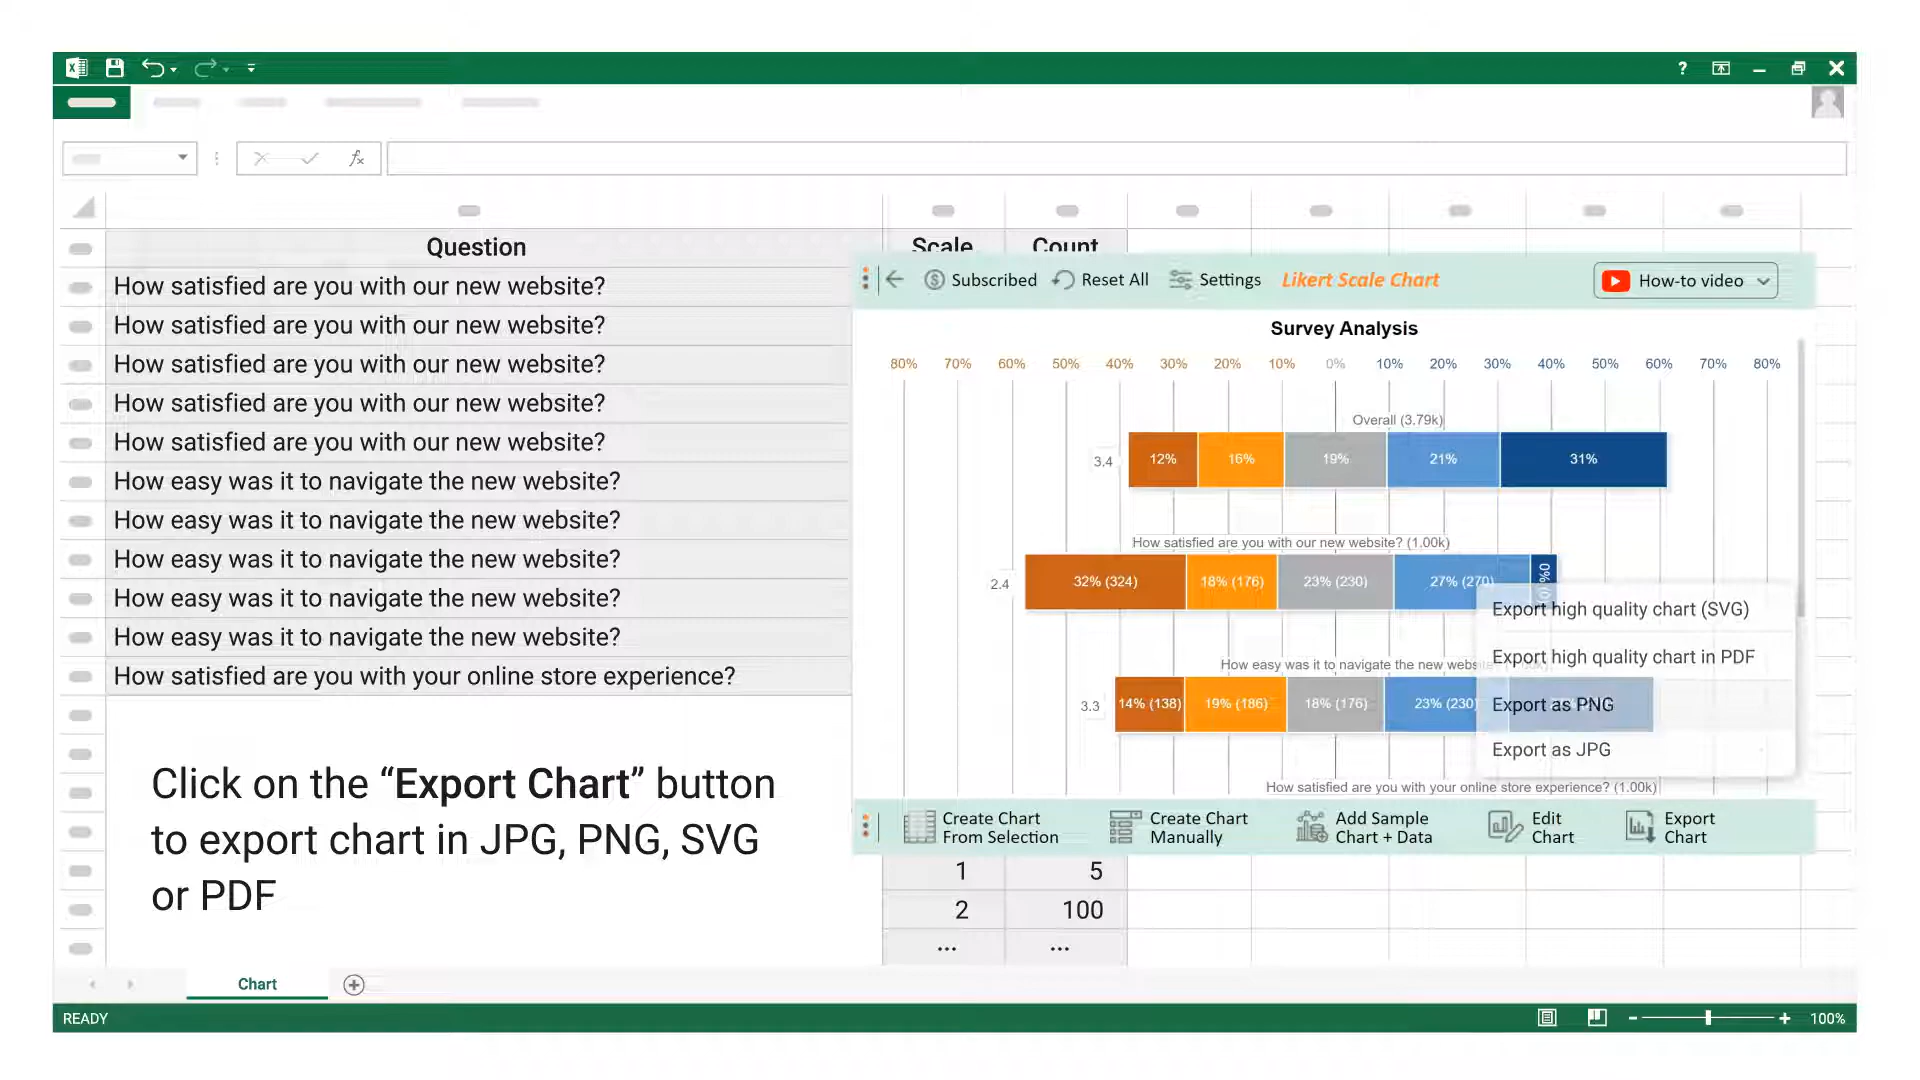 ?
fx
Question
Scale
Count
How satisfied are you with our new website?
How satisfied are you with our new website?
How satisfied are you with our new website?
How satisfied are you with our new website?
How satisfied are you with our new website?
How easy was it to navigate the new website?
How easy was it to navigate the new website?
How easy was it to navigate the new website?
How easy was it to navigate the new website?
How easy was it to navigate the new website?
How satisfied are you with your online store experience?
Click on the “Export Chart” button
to export chart in JPG, PNG, SVG
or PDF
Subscribed
Reset All
Settings
Likert Scale Chart
How-to video
Survey Analysis
80% 70% 60% 50% 40% 30% 20% 10% 0% 10% 20% 30% 40% 50% 60% 70% 80%
Overall (3.79k)
3.4 12% 16% 19% 21% 31%
How satisfied are you with our new website? (1.00k)
2.4 32% (324) 18% (176) 23% (230) 27% (270) 0% (0)
How easy was it to navigate the new
3.3 14% (138) 19% (186) 18% (176) 23% (230)
How satisfied are you with your online store experience? (1.00k)
Export high quality chart (SVG)
Export high quality chart in PDF
Export as PNG
Export as JPG
Create Chart
From Selection
Create Chart
Manually
Add Sample
Chart + Data
Edit
Chart
Export
Chart
1 5
2 100
... ...
Chart
READY
100%